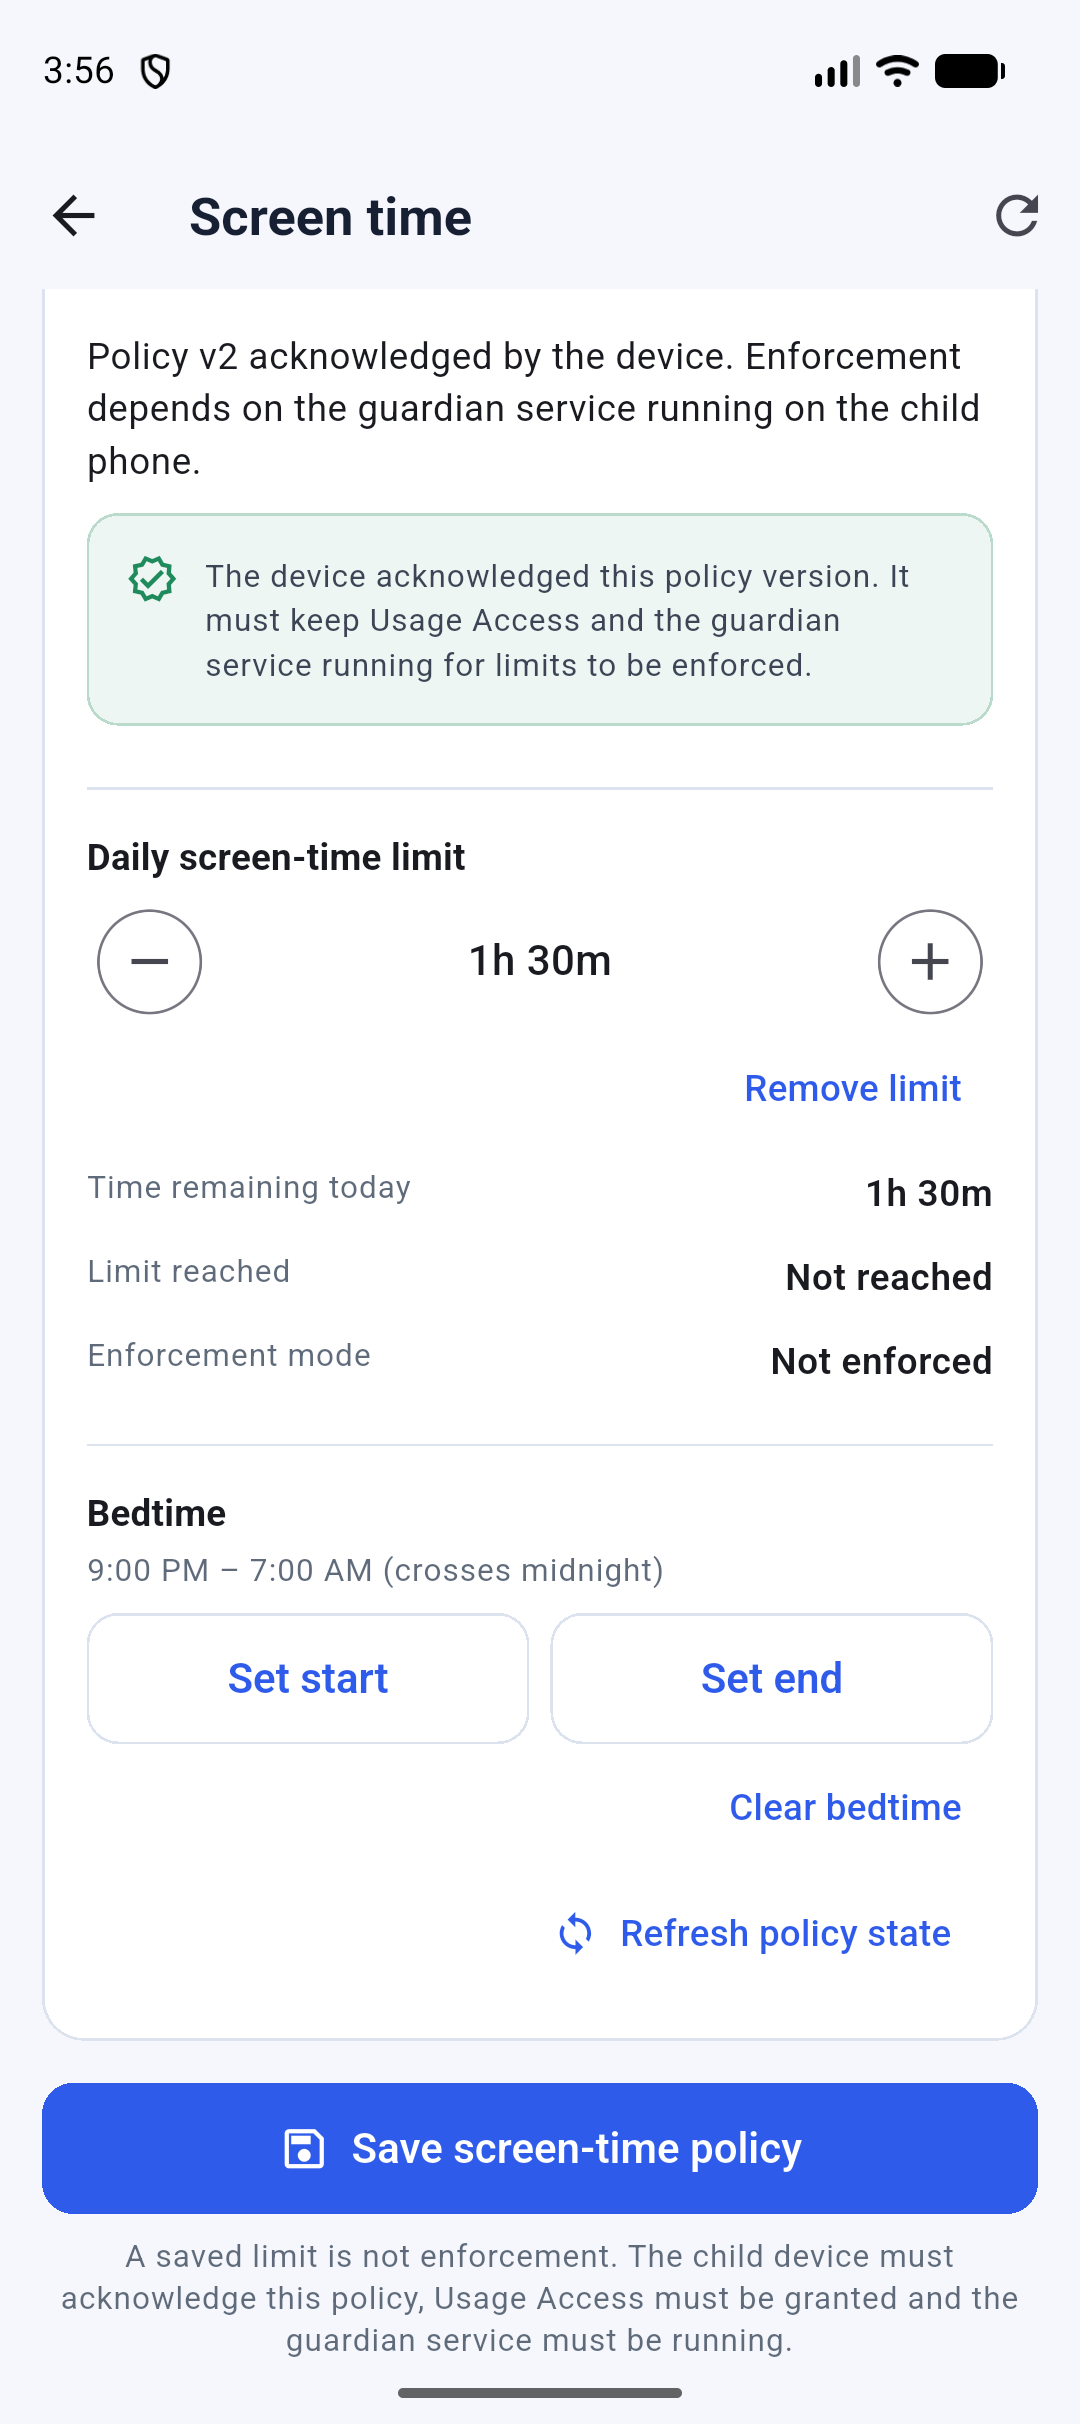 3:56
Screen time
Policy v2 acknowledged by the device. Enforcement
depends on the guardian service running on the child
phone.
The device acknowledged this policy version. It
must keep Usage Access and the guardian
service running for limits to be enforced.
Daily screen-time limit
1h 30m
Remove limit
Time remaining today 1h 30m
Limit reached Not reached
Enforcement mode Not enforced
Bedtime
9:00 PM – 7:00 AM (crosses midnight)
Set start Set end
Clear bedtime
Refresh policy state
Save screen-time policy
A saved limit is not enforcement. The child device must
acknowledge this policy, Usage Access must be granted and the
guardian service must be running.